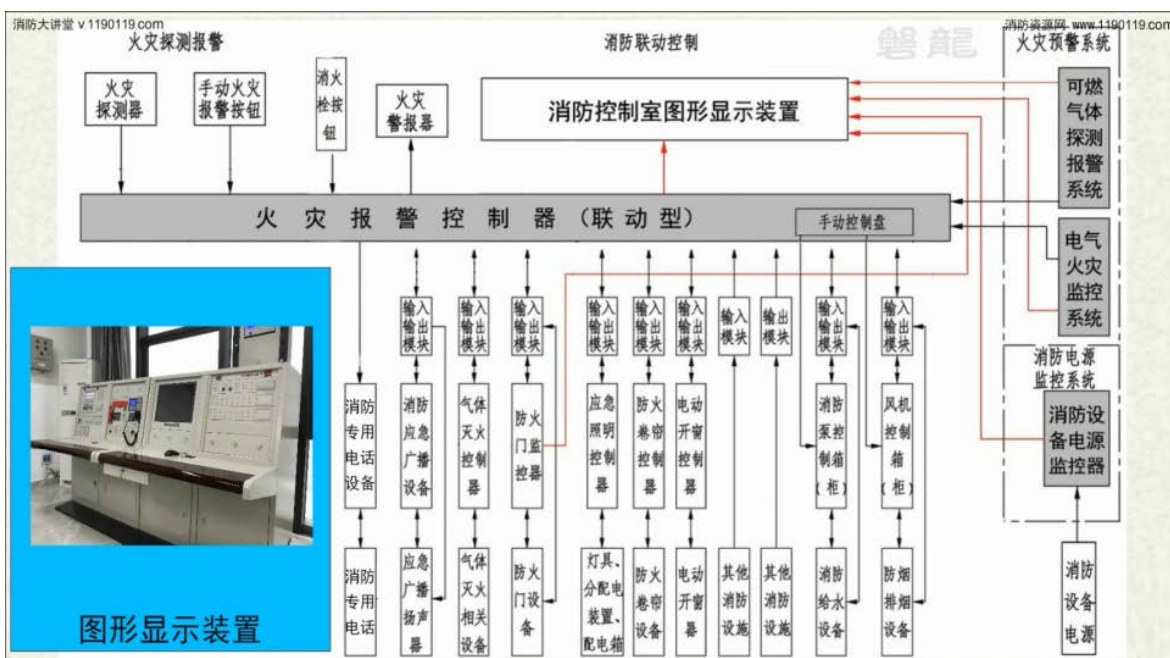 消防大讲堂 v.1190119.com
消防资源网 www.1190119.com
磐龍
火灾探测报警
消防联动控制
火灾预警系统
火灾
探测器
手动火灾
报警按钮
消火
栓按
钮
火灾
警报器
消防控制室图形显示装置
可燃
气体
探测
报警
系统
火灾报警控制器(联动型)
手动控制盘
电气
火灾
监控
系统
输入
输出
模块
输入
输出
模块
输入
输出
模块
输入
输出
模块
输入
输出
模块
输入
输出
模块
输入
模块
输出
模块
输入
输出
模块
输入
输出
模块
消防电源
监控系统
消防设
备电源
监控器
消防
专用
电话
设备
消防
应急
广播
设备
气体
灭火
控制
器
防火
门监
控器
应急
照明
控制
器
防火
卷帘
控制
器
电动
开窗
控制
器
消防
泵控
制箱
(柜)
风机
控制
箱
(柜)
消防
专用
电话
应急
广播
扬声
器
气体
灭火
相关
设备
防火
门设
备
灯具、
分配电
装置、
配电箱
防火
卷帘
设备
电动
开窗
器
其他
消防
设施
其他
消防
设施
消防
给水
设备
防烟
排烟
设备
消防
设备
电源
图形显示装置